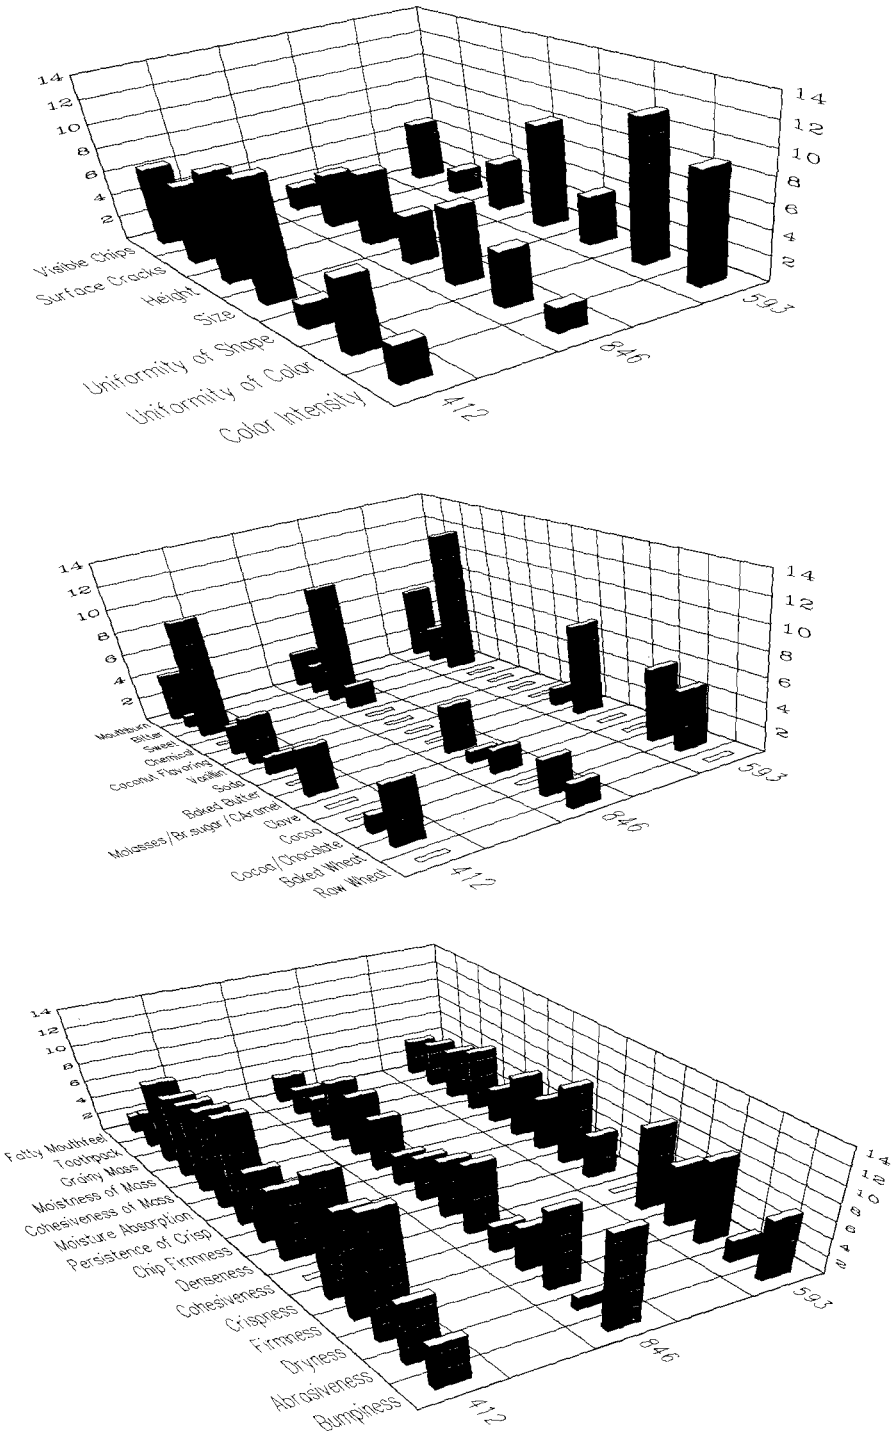 14
12
10
8
6
4
2
14
12
10
8
6
4
2
Visible Chips
Surface Cracks
Height
Size
Uniformity of Shape
Uniformity of Color
Color Intensity
412
846
593
14
12
10
8
6
4
2
14
12
10
8
6
4
2
Mouthburn
Bitter
Sweet
Chemical
Coconut Flavoring
Vanillin
Soda
Baked Butter
Molasses/Br.sugar/CAramel
Clove
Cocoa
Cocoa/Chocolate
Baked Wheat
Raw Wheat
412
846
593
14
12
10
8
6
4
2
14
12
10
8
6
4
2
Fatty Mouthfeel
Toothpack
Grainy Mass
Moistness of Mass
Cohesiveness of Mass
Moisture Absorption
Persistence of Crisp
Chip Firmness
Denseness
Cohesiveness
Crispness
Firmness
Dryness
Abrasiveness
Bumpiness
412
846
593